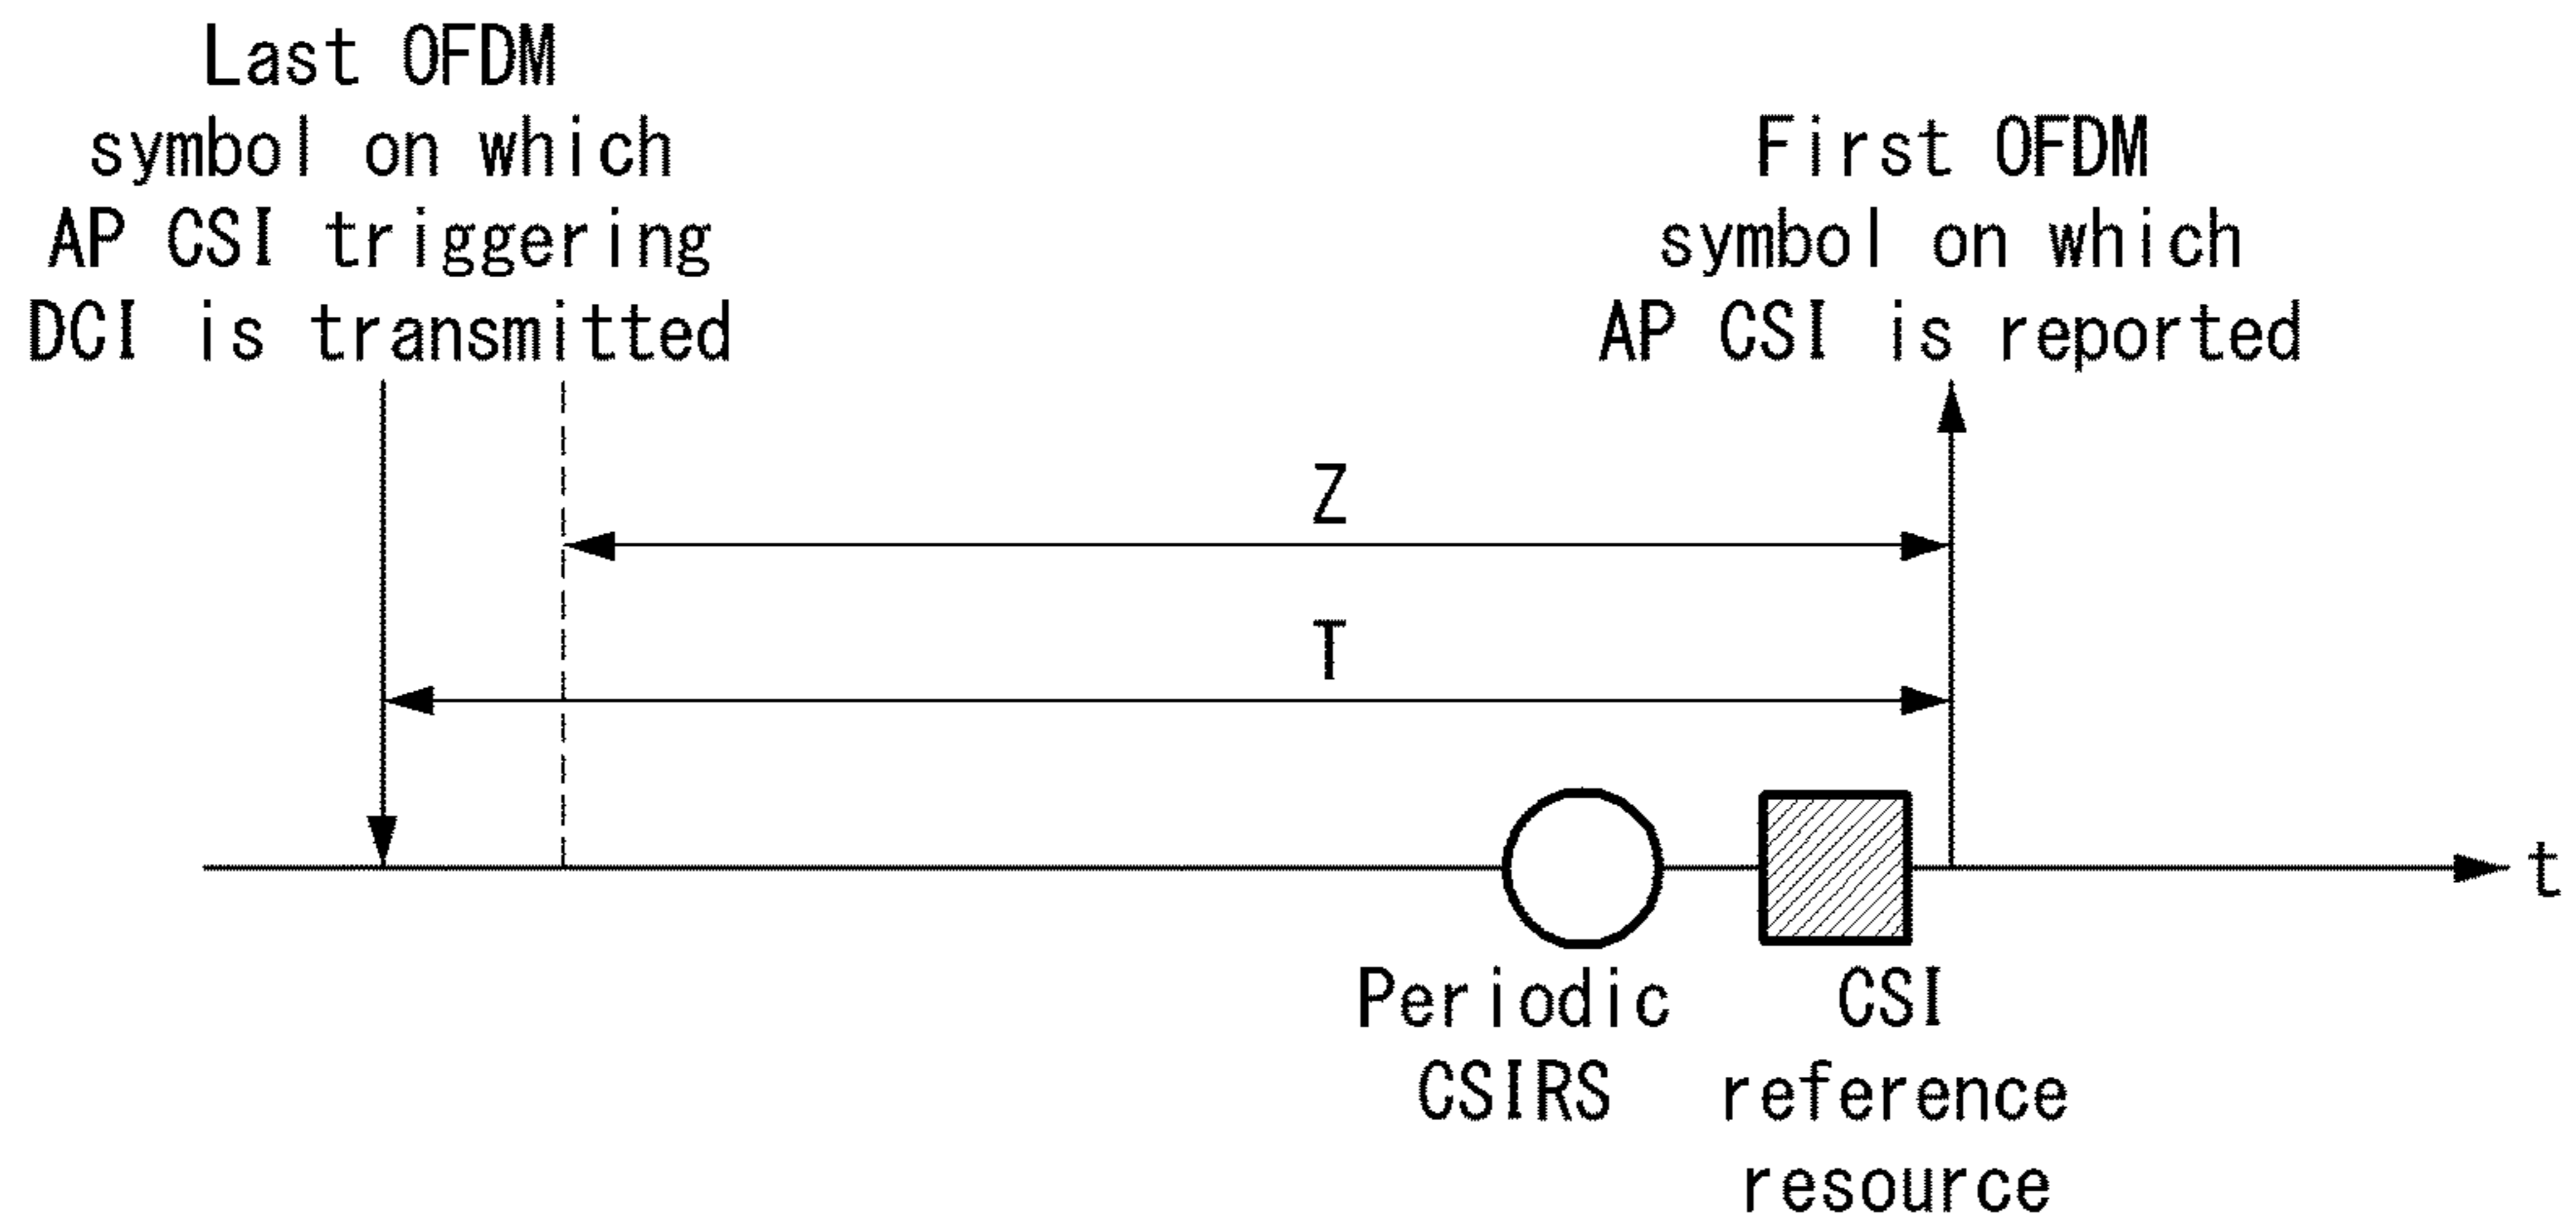 Last OFDM
symbol on which
AP CSI triggering
DCI is transmitted
First OFDM
symbol on which
AP CSI is reported
Z
T
t
Periodic
CSIRS
CSI
reference
resource